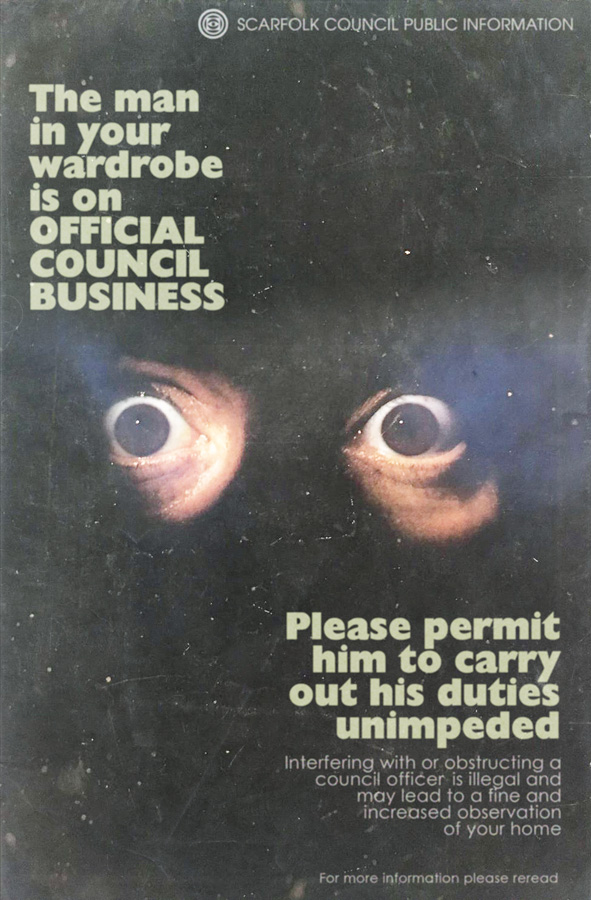 SCARFOLK COUNCIL PUBLIC INFORMATION
The man
in your
wardrobe
is on
OFFICIAL
COUNCIL
BUSINESS
Please permit
him to carry
out his duties
unimpeded
Interfering with or obstructing a
council officer is illegal and
may lead to a fine and
increased observation
of your home
For more information please reread